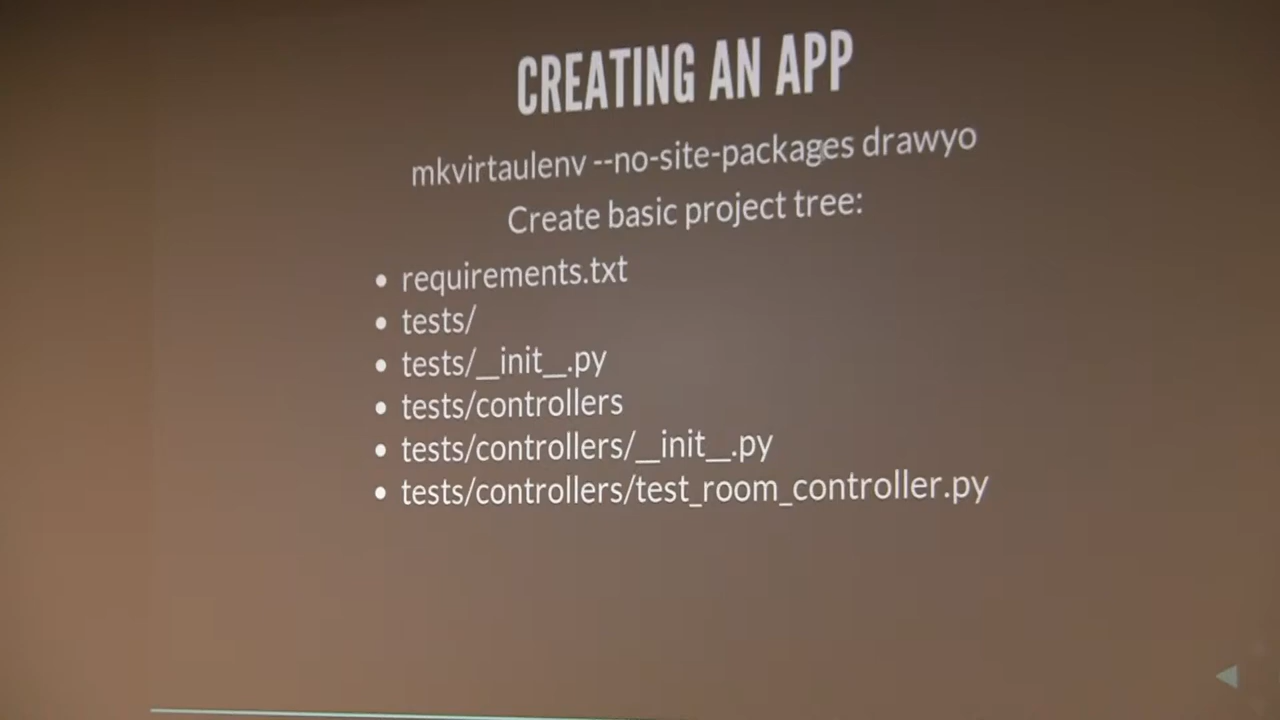 CREATING AN APP
mkvirtaulenv --no-site-packages drawyo
Create basic project tree:
• requirements.txt
• tests/
• tests/__init__.py
• tests/controllers
• tests/controllers/__init__.py
• tests/controllers/test_room_controller.py